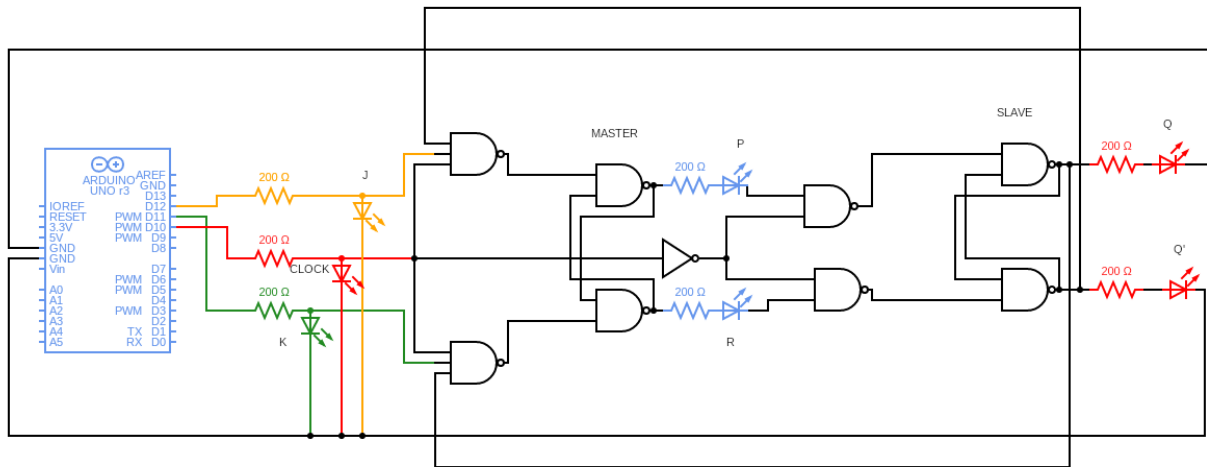 SLAVE
Q
MASTER
P
200 Ω
200 Ω
ARDUINO
UNO r3
AREF
GND
D13
IOREF
D12
RESET
PWM D11
3.3V
PWM D10
5V
PWM D9
GND
D8
GND
Vin
D7
PWM D6
A0
PWM D5
A1
D4
A2
PWM D3
A3
D2
A4
TX D1
A5
RX D0
200 Ω
J
200 Ω
CLOCK
200 Ω
K
200 Ω
R
Q'
200 Ω